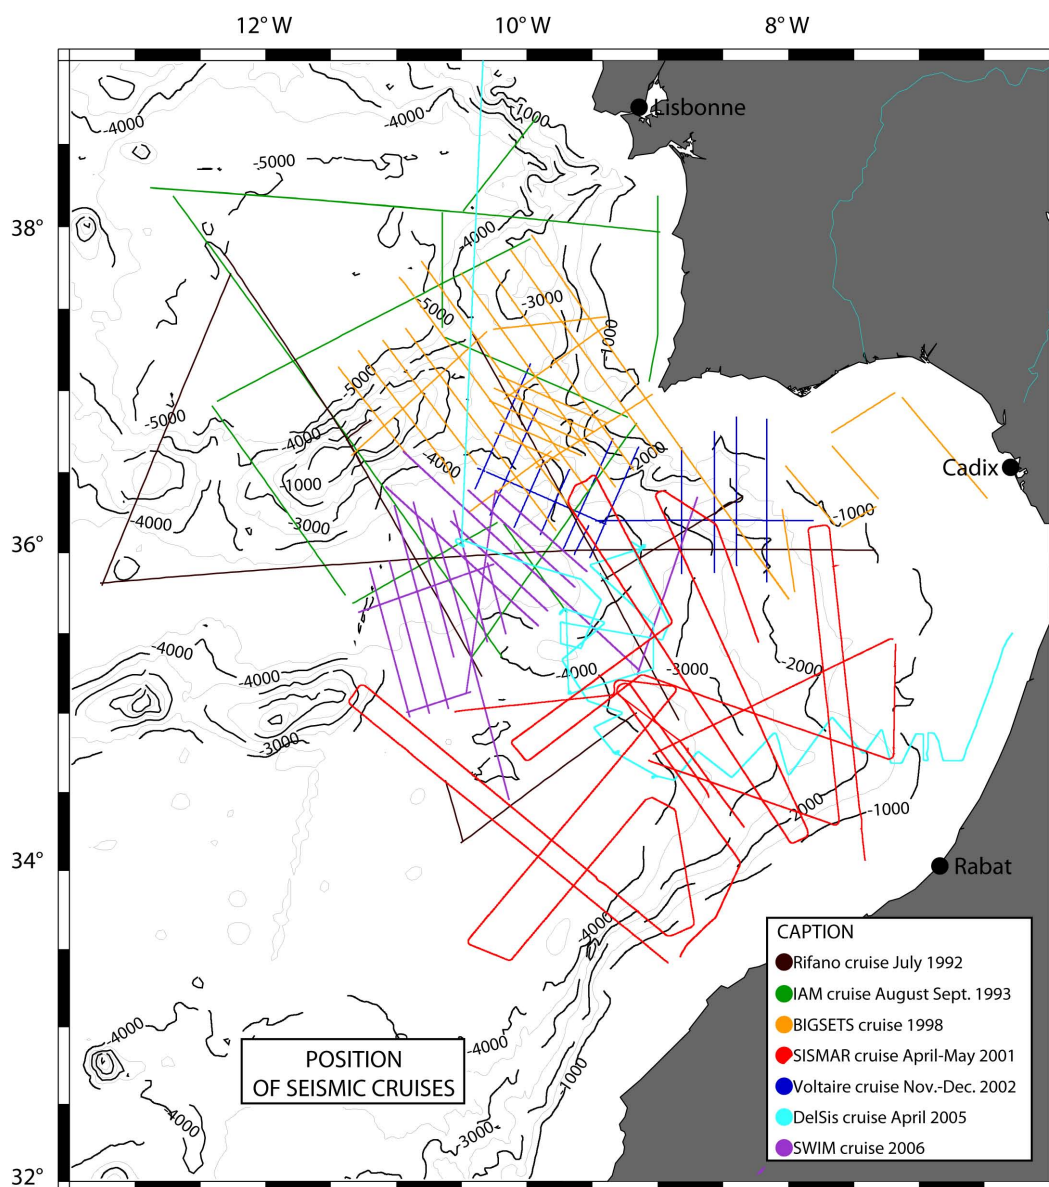 12° W 10° W 8° W
-1000
-4000
-4000
Lisbonne
-5000
-5000
38°
-4000
-3000
-5000
-1000
-5000
-5000
-4000
-4000
-2000
Cadix
-1000
-4000
-3000
-1000
36°
-4000
-4000
-4000
-3000
-2000
-3000
-2000
-1000
34°
Rabat
-4000
-4000
-4000
-1000
-4000
-3000
32°
POSITION
OF SEISMIC CRUISES
CAPTION
Rifano cruise July 1992
IAM cruise August Sept. 1993
BIGSETS cruise 1998
SISMAR cruise April-May 2001
Voltaire cruise Nov.-Dec. 2002
DelSis cruise April 2005
SWIM cruise 2006